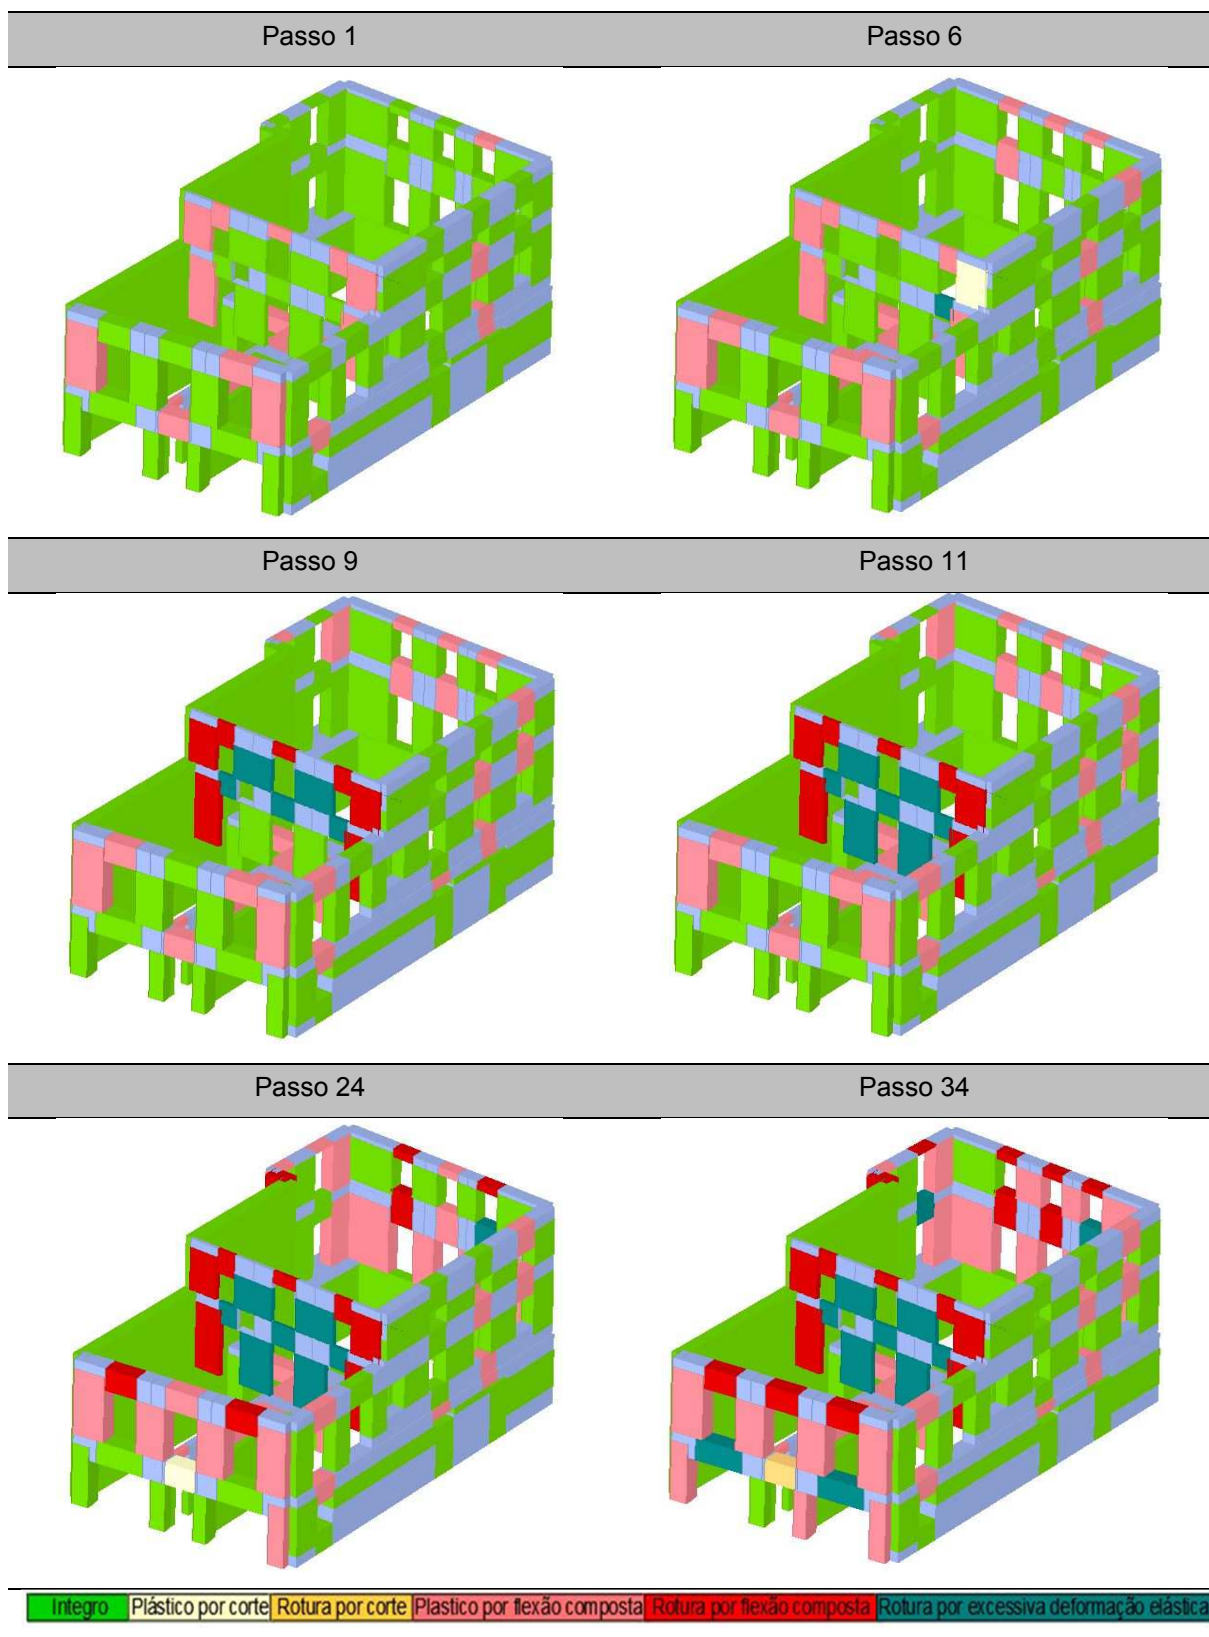 Passo 1 Passo 6
Passo 9 Passo 11
Passo 24 Passo 34
Integro Plástico por corte Rotura por corte Plastico por flexão composta Rotura por flexão composta Rotura por excessiva deformação elástica